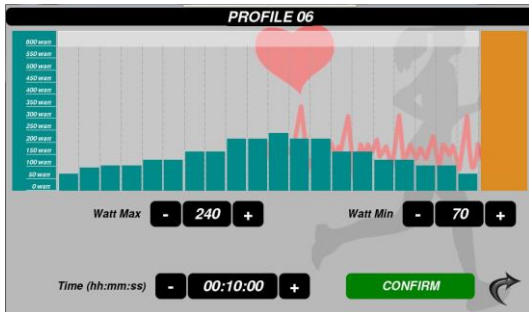 PROFILE 06
600 watt
550 watt
500 watt
450 watt
400 watt
350 watt
300 watt
250 watt
200 watt
150 watt
100 watt
50 watt
0 watt
Watt Max - 240 + Watt Min - 70 +
Time (hh:mm:ss) - 00:10:00 + CONFIRM